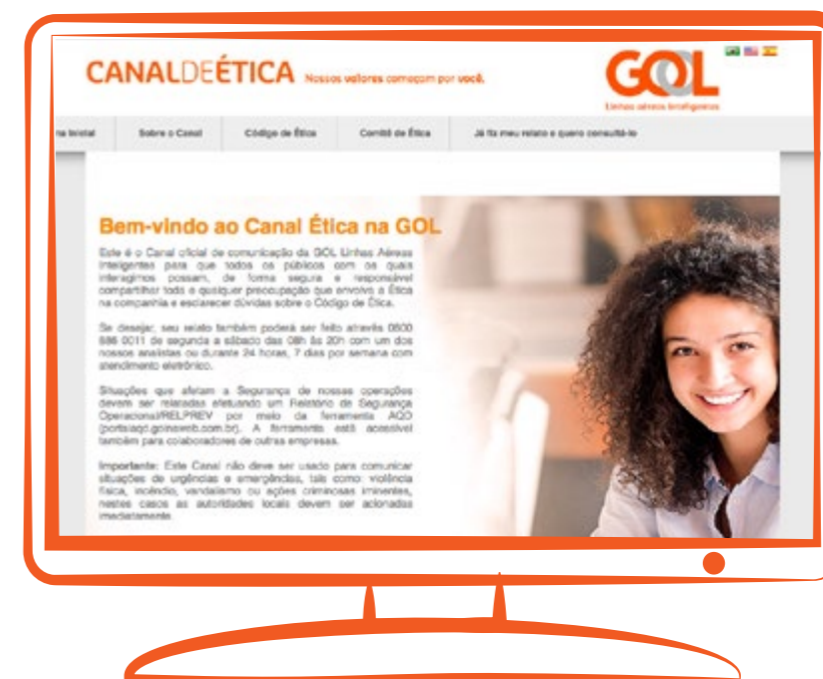 CANALDEÉTICA Nossos valores começam por você.
GOL
Linhas aéreas inteligentes
na Inicial Sobre o Canal Código de Ética Comitê de Ética Já fiz meu relato e quero consultá-lo
Bem-vindo ao Canal Ética na GOL
Este é o Canal oficial de comunicação da GOL Linhas Aéreas
Inteligentes para que todos os públicos com os quais
interagimos possam, de forma segura e responsável
compartilhar toda e qualquer preocupação que envolva a Ética
na companhia e esclarecer dúvidas sobre o Código de Ética.
Se desejar, seu relato também poderá ser feito através 0800
886 0011 de segunda a sábado das 08h às 20h com um dos
nossos analistas ou durante 24 horas, 7 dias por semana com
atendimento eletrônico.
Situações que afetam a Segurança de nossas operações
devem ser relatadas efetuando um Relatório de Segurança
Operacional/RELPREV por meio da ferramenta AQD
A ferramenta está acessível
também para colaboradores de outras empresas.
Importante: Este Canal não deve ser usado para comunicar
situações de urgências e emergências, tais como: violência
física, incêndio, vandalismo ou ações criminosas iminentes,
nestes casos as autoridades locais devem ser acionadas
imediatamente.